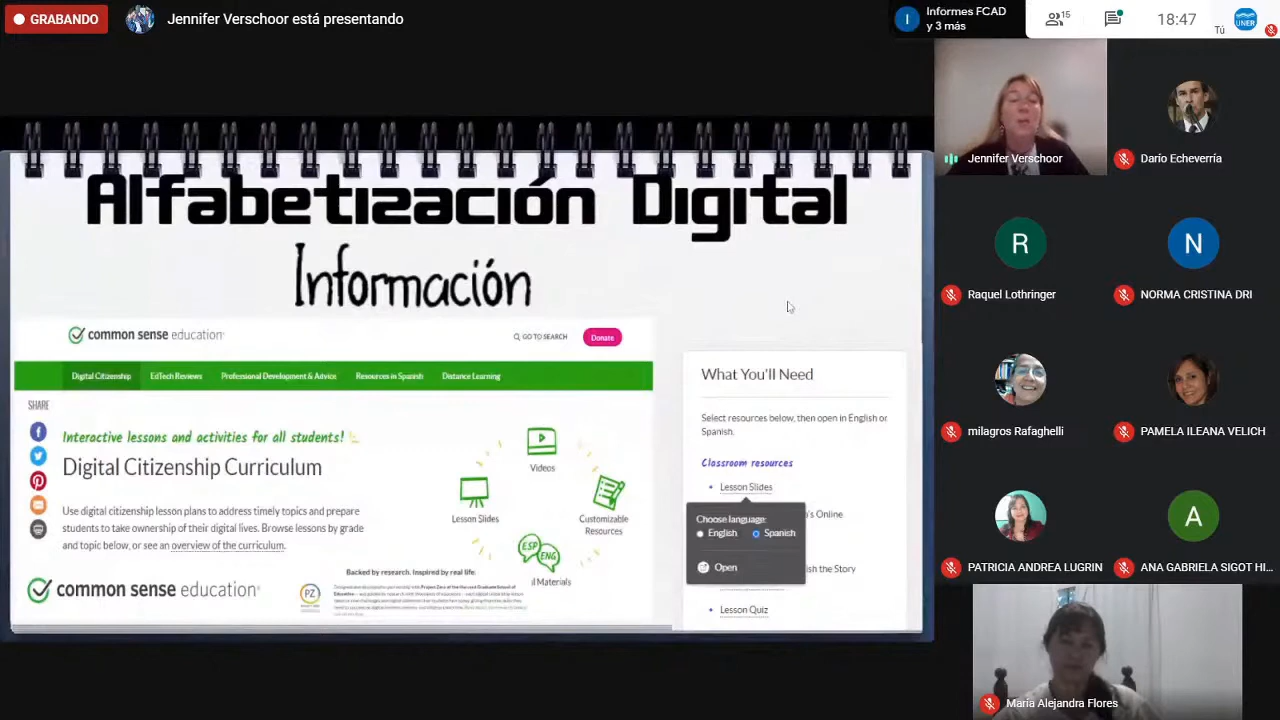 GRABANDO
Jennifer Verschoor está presentando
I
Informes FCAD
y 3 más
15
18:47
Tú
UNER
Alfabetización Digital
Información
common sense education
GO TO SEARCH
Donate
Digital Citizenship
EdTech Reviews
Professional Development & Advice
Resources in Spanish
Distance Learning
SHARE
Interactive lessons and activities for all students!
Digital Citizenship Curriculum
Use digital citizenship lesson plans to address timely topics and prepare
students to take ownership of their digital lives. Browse lessons by grade
and topic below, or see an overview of the curriculum.
Videos
Lesson Slides
Customizable
Resources
ESP
ENG
l Materials
Backed by research. Inspired by real life.
common sense education
PZ
What You'll Need
Select resources below, then open in English or
Spanish.
Classroom resources
Lesson Slides
's Online
Choose language:
English
Spanish
Open
sh the Story
Lesson Quiz
Jennifer Verschoor
Darío Echeverría
R
Raquel Lothringer
N
NORMA CRISTINA DRI
milagros Rafaghelli
PAMELA ILEANA VELICH
PATRICIA ANDREA LUGRIN
A
ANA GABRIELA SIGOT HI...
María Alejandra Flores